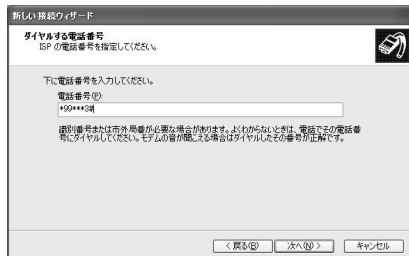 新しい接続ウィザード
ダイヤルする電話番号
ISP の電話番号を指定してください。
下に電話番号を入力してください。
電話番号(P):
*99***3#
識別番号または市外局番が必要な場合があります。よくわからないときは、電話でその電話番
号にダイヤルしてください。モデムの音が聞こえる場合はダイヤルしたその番号が正解です。
< 戻る(B)
次へ(N) >
キャンセル